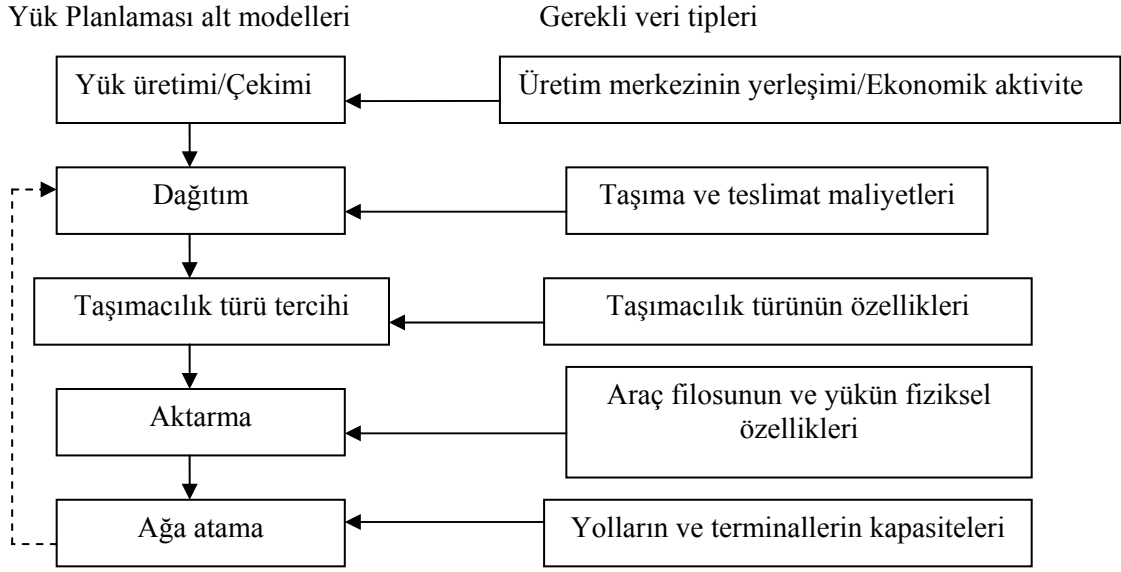 Yük Planlaması alt modelleri
Gerekli veri tipleri
Yük üretimi/Çekimi
Üretim merkezinin yerleşimi/Ekonomik aktivite
Dağıtım
Taşıma ve teslimat maliyetleri
Taşımacılık türü tercihi
Taşımacılık türünün özellikleri
Aktarma
Araç filosunun ve yükün fiziksel
özellikleri
Ağa atama
Yolların ve terminallerin kapasiteleri